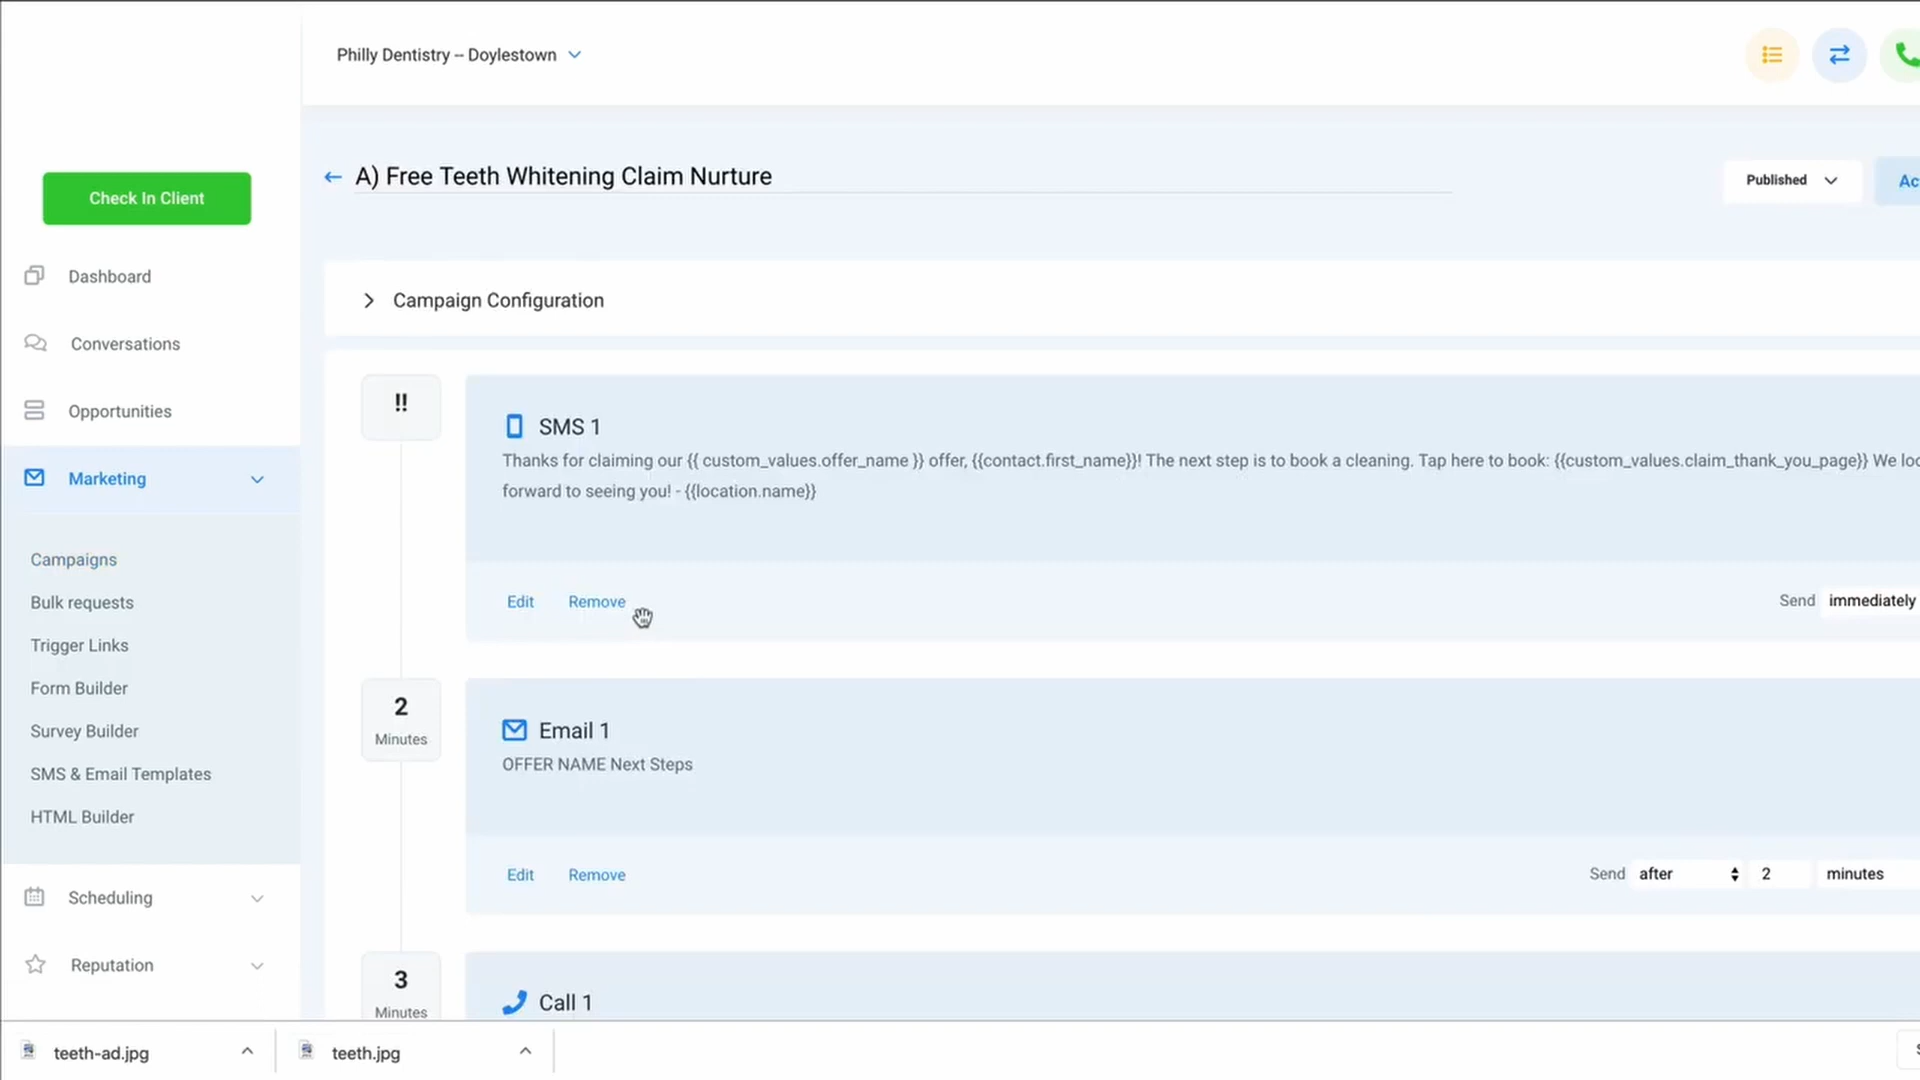 Philly Dentistry – Doylestown
Check In Client
Dashboard
Conversations
Opportunities
Marketing
Campaigns
Bulk requests
Trigger Links
Form Builder
Survey Builder
SMS & Email Templates
HTML Builder
Scheduling
Reputation
A) Free Teeth Whitening Claim Nurture
Published
Ac
Campaign Configuration
!!
SMS 1
Thanks for claiming our {{ custom_values.offer_name }} offer, {{contact.first_name}}! The next step is to book a cleaning. Tap here to book: {{custom_values.claim_thank_you_page}} We loo
forward to seeing you! - {{location.name}}
Edit Remove
Send immediately
2
Minutes
Email 1
OFFER NAME Next Steps
Edit Remove
Send after 2 minutes
3
Minutes
Call 1
teeth-ad.jpg
teeth.jpg